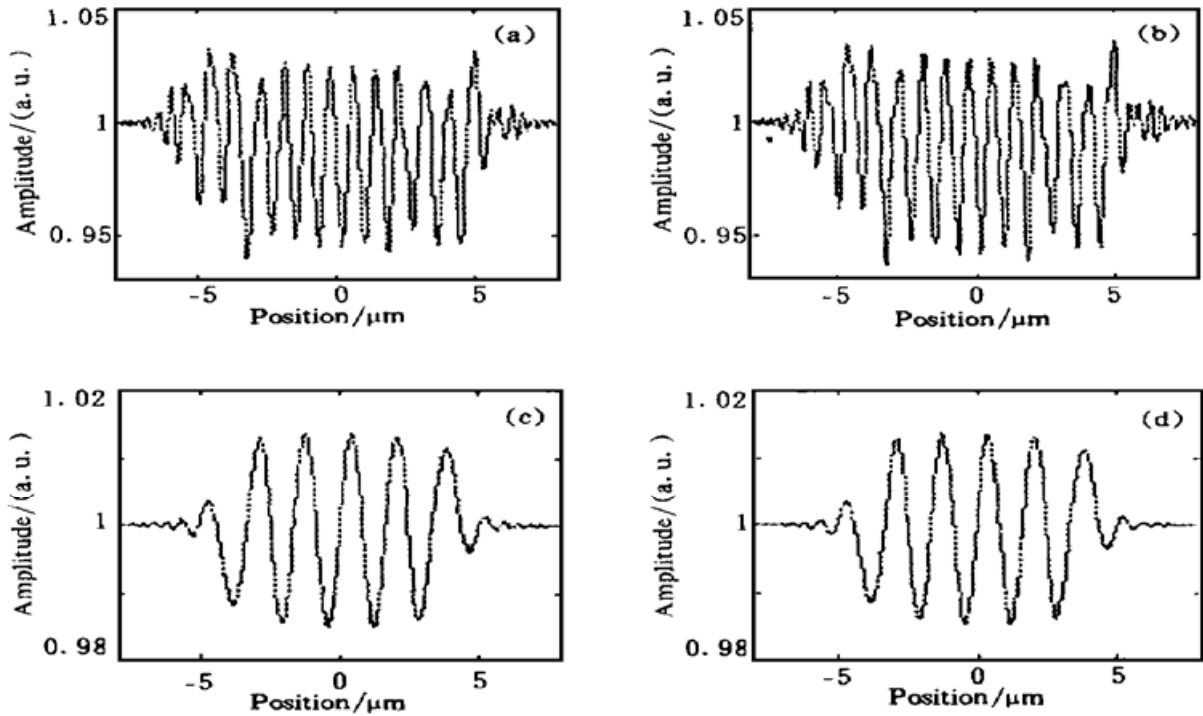 1.05
(a)
Amplitude/(a. u. )
1
0.95
-5
0
5
Position/μm
1.05
(b)
Amplitude/(a. u. )
1
0.95
-5
0
5
Position/μm
1.02
(c)
Amplitude/(a. u. )
1
0.98
-5
0
5
Position/μm
1.02
(d)
Amplitude/(a. u. )
1
0.98
-5
0
5
Position/μm